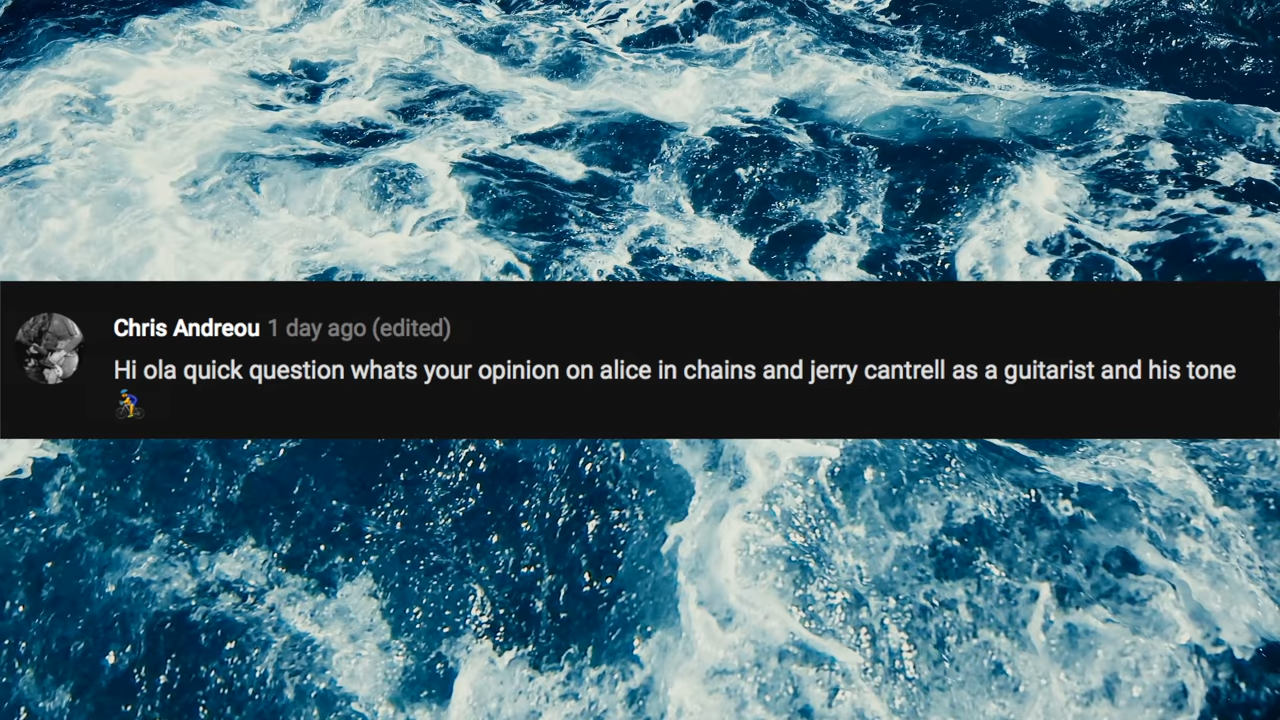 Chris Andreou 1 day ago (edited)
Hi ola quick question whats your opinion on alice in chains and jerry cantrell as a guitarist and his tone
🚴